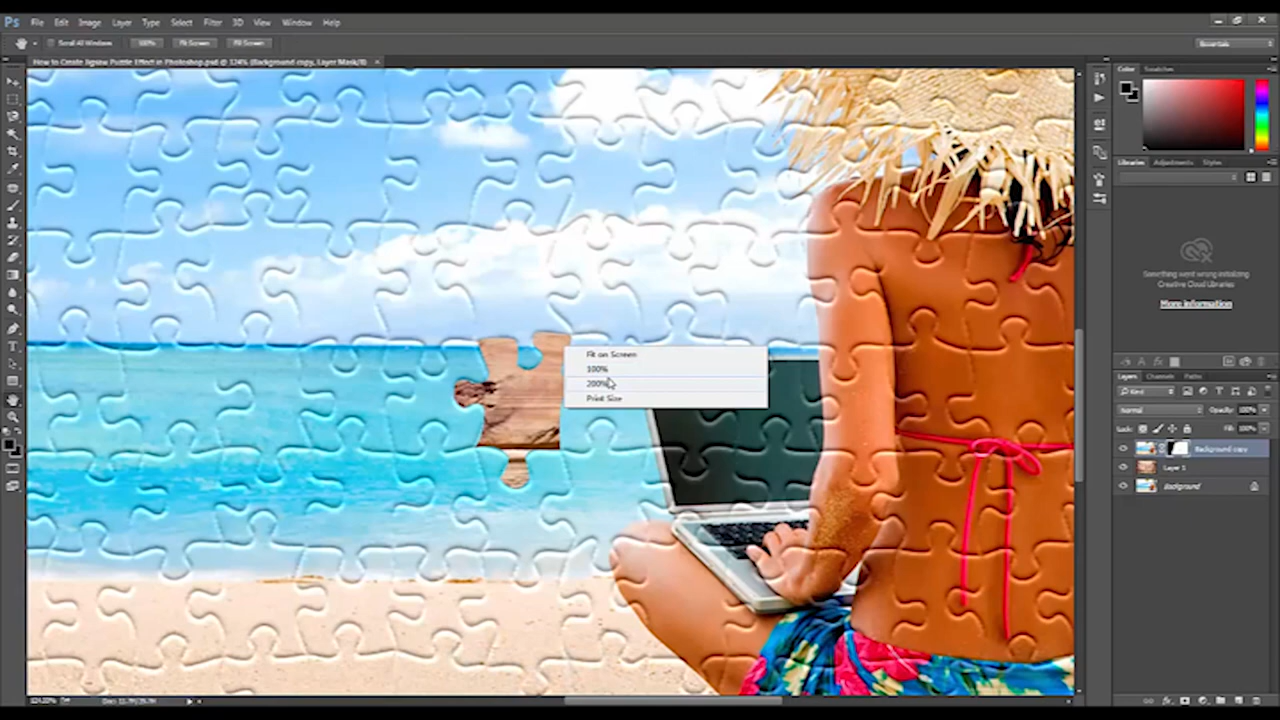 Ps File Edit Image Layer Type Select Filter 3D View Window Help
Scroll All Windows 100% Fit Screen Fill Screen
Essentials
How to Create Jigsaw Puzzle Effect in Photoshop.psd @ 124% (Background copy, Layer Mask/8)
Color Swatches
Libraries Adjustments Styles
Something went wrong initializing
Creative Cloud Libraries
More information
Fit on Screen
100%
200%
Print Size
Layers Channels Paths
Kind
Normal Opacity: 100%
Lock: Fill: 100%
Background copy
Layer 1
Background